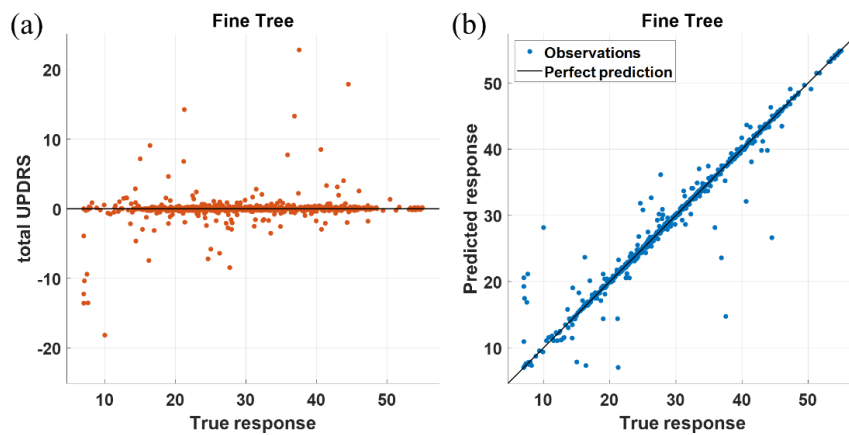 (a)
Fine Tree
total UPDRS
20
10
0
-10
-20
10 20 30 40 50
True response
(b)
Fine Tree
Observations
Perfect prediction
Predicted response
50
40
30
20
10
10 20 30 40 50
True response